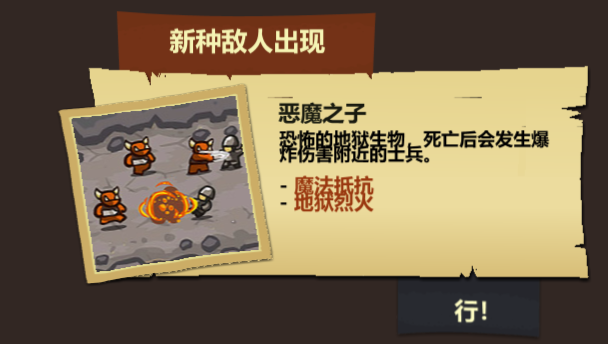 新种敌人出现
恶魔之子
恐怖的地狱生物，死亡后会发生爆
炸伤害附近的士兵。
- 魔法抵抗
- 地狱烈火
行！